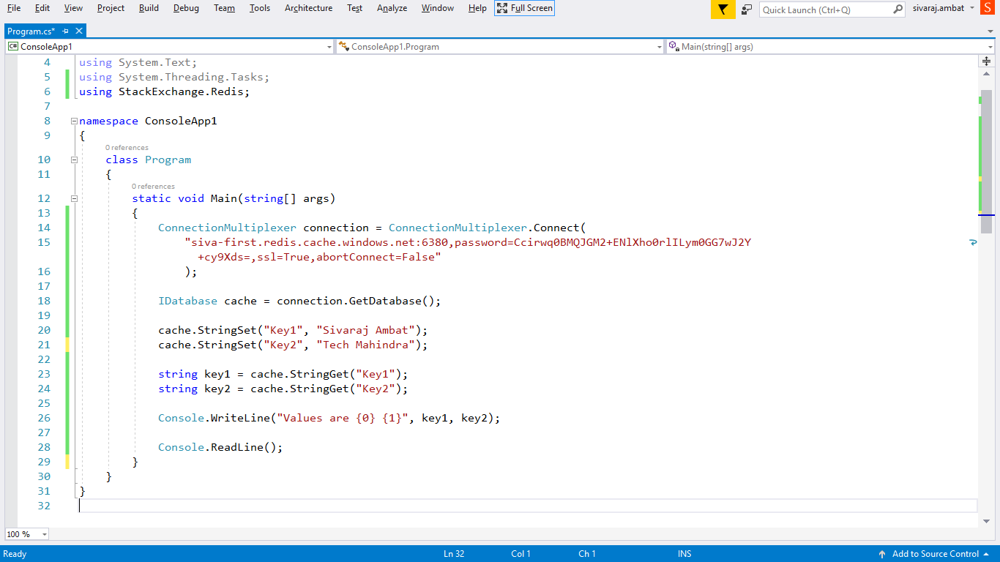 File Edit View Project Build Debug Team Tools Architecture Test Analyze Window Help Full Screen Quick Launch (Ctrl+Q) sivaraj.ambat S
Program.cs*
C# ConsoleApp1 ConsoleApp1.Program Main(string[] args)
4 using System.Text;
5 using System.Threading.Tasks;
6 using StackExchange.Redis;
7
8 namespace ConsoleApp1
9 {
0 references
10 class Program
11 {
0 references
12 static void Main(string[] args)
13 {
14 ConnectionMultiplexer connection = ConnectionMultiplexer.Connect(
15 "siva-first.redis.cache.windows.net:6380,password=Ccirwq0BMQJGM2+ENlXho0rlILym0GG7wJ2Y
+cy9Xds=,ssl=True,abortConnect=False"
16 );
17
18 IDatabase cache = connection.GetDatabase();
19
20 cache.StringSet("Key1", "Sivaraj Ambat");
21 cache.StringSet("Key2", "Tech Mahindra");
22
23 string key1 = cache.StringGet("Key1");
24 string key2 = cache.StringGet("Key2");
25
26 Console.WriteLine("Values are {0} {1}", key1, key2);
27
28 Console.ReadLine();
29 }
30 }
31 }
32
100 %
Ready Ln 32 Col 1 Ch 1 INS Add to Source Control